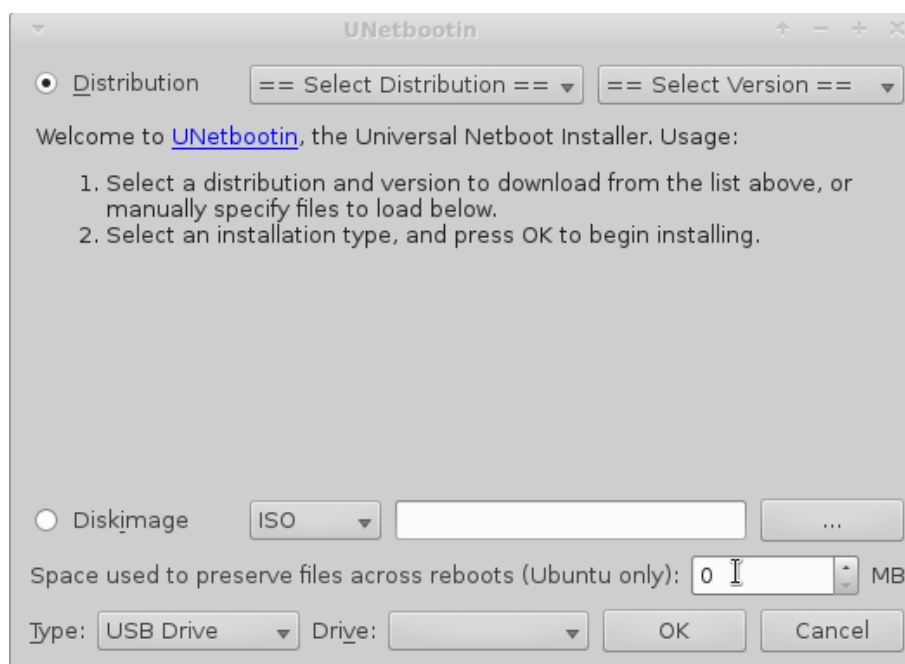 UNetbootin
Distribution == Select Distribution == == Select Version ==
Welcome to UNetbootin, the Universal Netboot Installer. Usage:
1. Select a distribution and version to download from the list above, or
manually specify files to load below.
2. Select an installation type, and press OK to begin installing.
Diskimage ISO ...
Space used to preserve files across reboots (Ubuntu only): 0 MB
Type: USB Drive Drive: OK Cancel